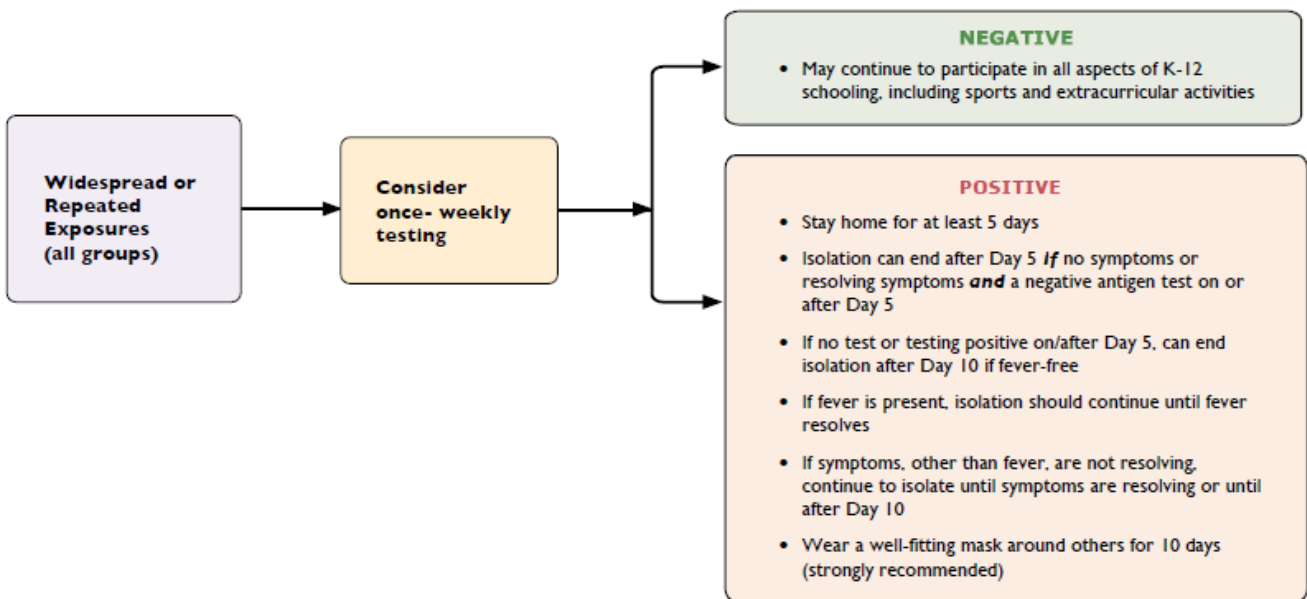 Widespread or
Repeated
Exposures
(all groups)
Consider
once- weekly
testing
NEGATIVE
• May continue to participate in all aspects of K-12
schooling, including sports and extracurricular activities
POSITIVE
• Stay home for at least 5 days
• Isolation can end after Day 5 if no symptoms or
resolving symptoms and a negative antigen test on or
after Day 5
• If no test or testing positive on/after Day 5, can end
isolation after Day 10 if fever-free
• If fever is present, isolation should continue until fever
resolves
• If symptoms, other than fever, are not resolving,
continue to isolate until symptoms are resolving or until
after Day 10
• Wear a well-fitting mask around others for 10 days
(strongly recommended)